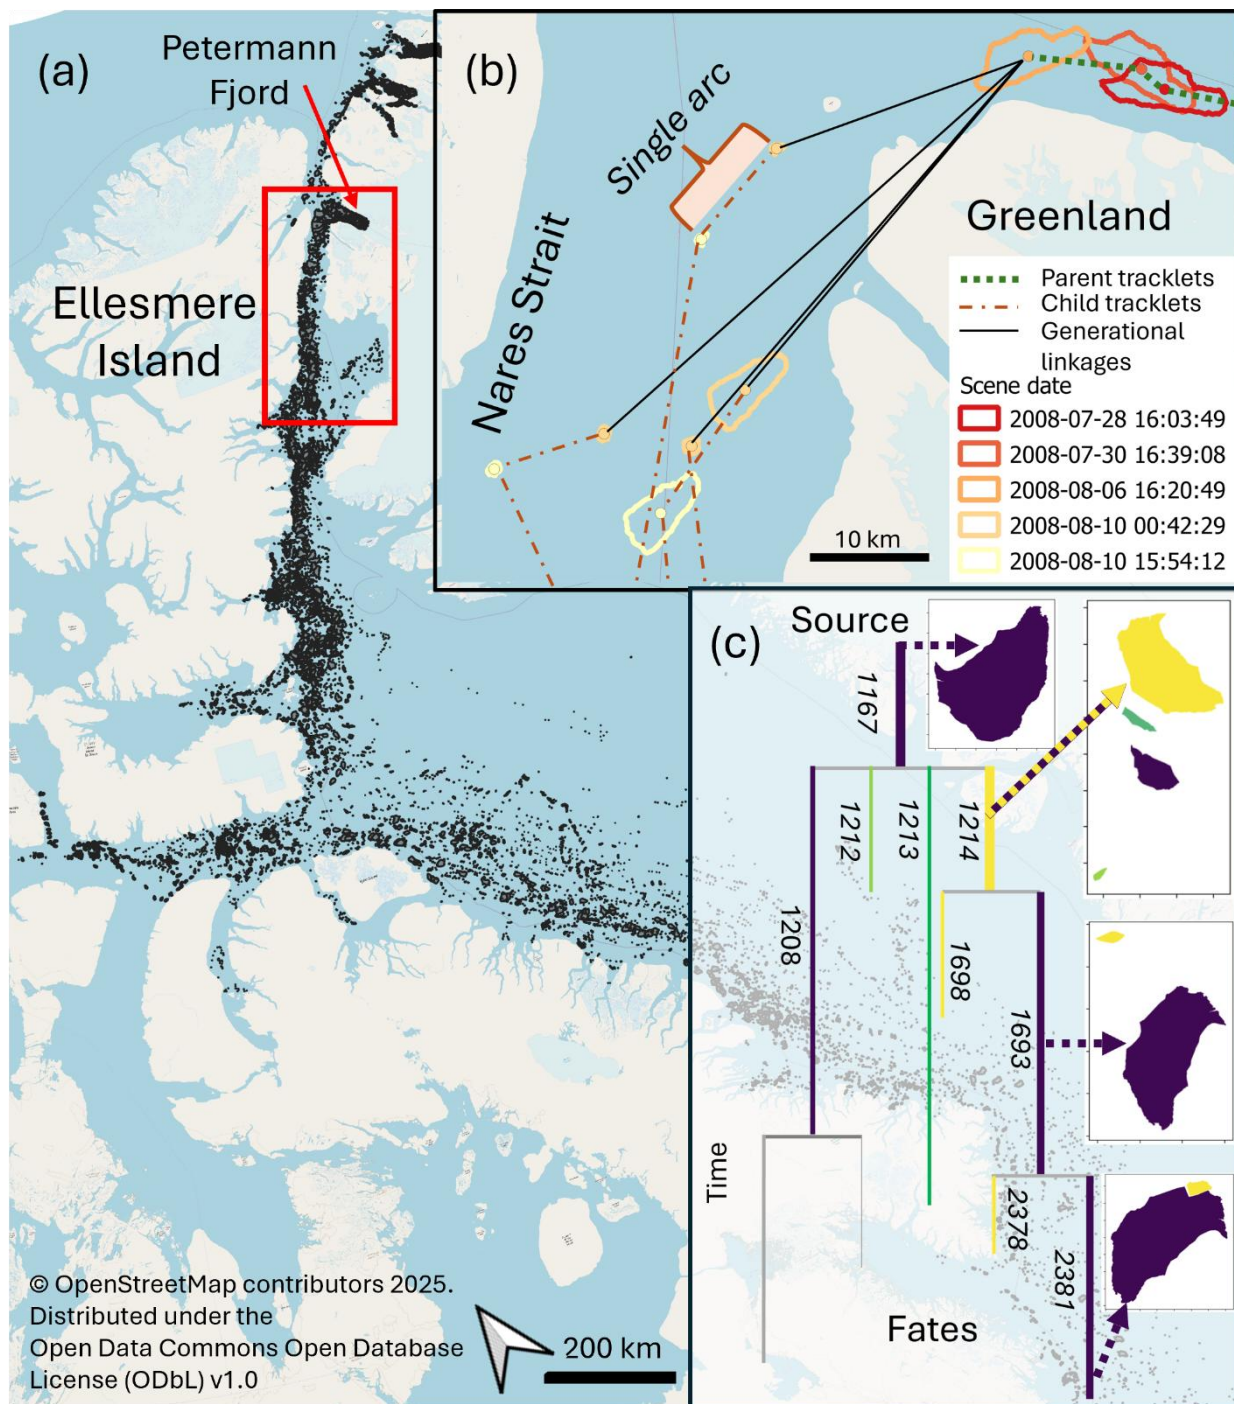 (a)
Petermann
Fjord
Ellesmere
Island
© OpenStreetMap contributors 2025.
Distributed under the
Open Data Commons Open Database
License (ODbL) v1.0
200 km
(b)
Single arc
Nares Strait
Greenland
Parent tracklets
Child tracklets
Generational
linkages
Scene date
2008-07-28 16:03:49
2008-07-30 16:39:08
2008-08-06 16:20:49
2008-08-10 00:42:29
2008-08-10 15:54:12
10 km
(c)
Source
1167
1212
1213
1214
1208
1698
1693
Time
2378
2381
Fates